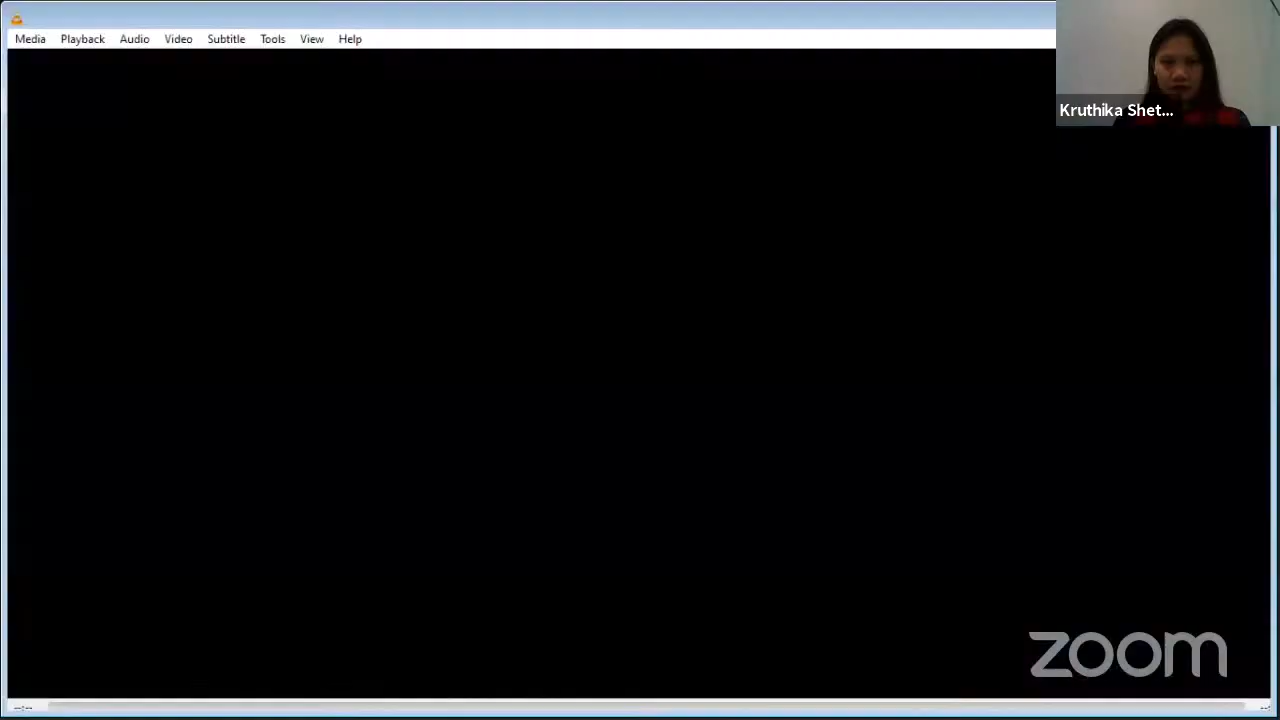 Media Playback Audio Video Subtitle Tools View Help
Kruthika Shet...
zoom
--:--
--: